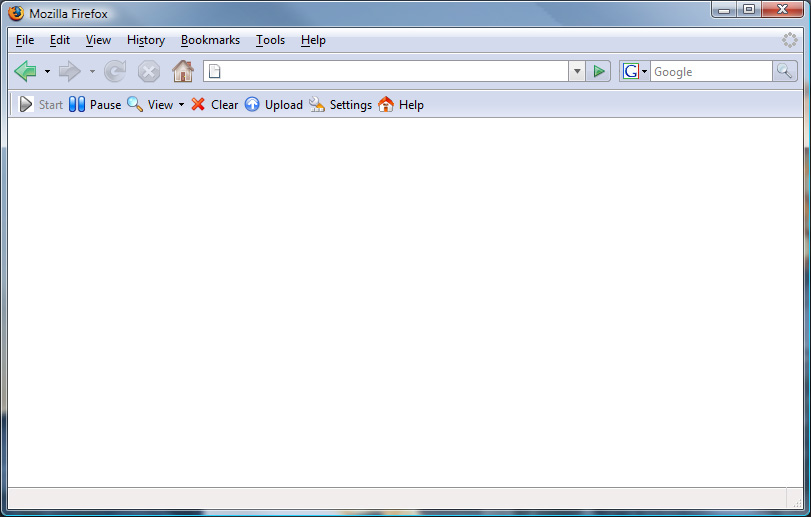 Mozilla Firefox
File Edit View History Bookmarks Tools Help
G Google
Start Pause View Clear Upload Settings Help